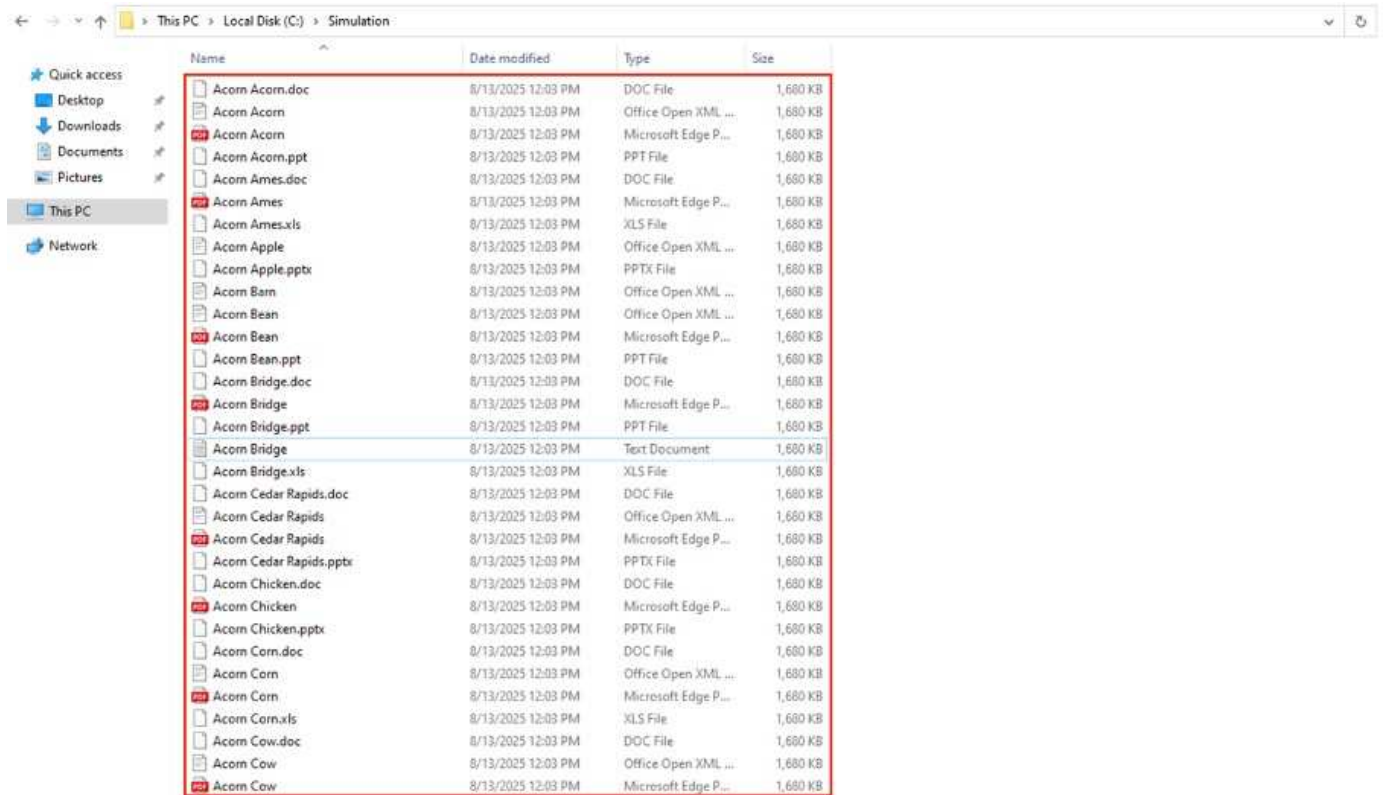 This PC > Local Disk (C:) > Simulation
Quick access
Desktop
Downloads
Documents
Pictures
This PC
Network
Name Date modified Type Size
Acorn Acorn.doc 8/13/2025 12:03 PM DOC File 1,680 KB
Acorn Acorn 8/13/2025 12:03 PM Office Open XML ... 1,680 KB
PDF Acorn Acorn 8/13/2025 12:03 PM Microsoft Edge P... 1,680 KB
Acorn Acorn.ppt 8/13/2025 12:03 PM PPT File 1,680 KB
Acorn Ames.doc 8/13/2025 12:03 PM DOC File 1,680 KB
PDF Acorn Ames 8/13/2025 12:03 PM Microsoft Edge P... 1,680 KB
Acorn Ames.xls 8/13/2025 12:03 PM XLS File 1,680 KB
Acorn Apple 8/13/2025 12:03 PM Office Open XML ... 1,680 KB
Acorn Apple.pptx 8/13/2025 12:03 PM PPTX File 1,680 KB
Acorn Barn 8/13/2025 12:03 PM Office Open XML ... 1,680 KB
Acorn Bean 8/13/2025 12:03 PM Office Open XML ... 1,680 KB
PDF Acorn Bean 8/13/2025 12:03 PM Microsoft Edge P... 1,680 KB
Acorn Bean.ppt 8/13/2025 12:03 PM PPT File 1,680 KB
Acorn Bridge.doc 8/13/2025 12:03 PM DOC File 1,680 KB
PDF Acorn Bridge 8/13/2025 12:03 PM Microsoft Edge P... 1,680 KB
Acorn Bridge.ppt 8/13/2025 12:03 PM PPT File 1,680 KB
Acorn Bridge 8/13/2025 12:03 PM Text Document 1,680 KB
Acorn Bridge.xls 8/13/2025 12:03 PM XLS File 1,680 KB
Acorn Cedar Rapids.doc 8/13/2025 12:03 PM DOC File 1,680 KB
Acorn Cedar Rapids 8/13/2025 12:03 PM Office Open XML ... 1,680 KB
PDF Acorn Cedar Rapids 8/13/2025 12:03 PM Microsoft Edge P... 1,680 KB
Acorn Cedar Rapids.pptx 8/13/2025 12:03 PM PPTX File 1,680 KB
Acorn Chicken.doc 8/13/2025 12:03 PM DOC File 1,680 KB
PDF Acorn Chicken 8/13/2025 12:03 PM Microsoft Edge P... 1,680 KB
Acorn Chicken.pptx 8/13/2025 12:03 PM PPTX File 1,680 KB
Acorn Corn.doc 8/13/2025 12:03 PM DOC File 1,680 KB
Acorn Corn 8/13/2025 12:03 PM Office Open XML ... 1,680 KB
PDF Acorn Corn 8/13/2025 12:03 PM Microsoft Edge P... 1,680 KB
Acorn Corn.xls 8/13/2025 12:03 PM XLS File 1,680 KB
Acorn Cow.doc 8/13/2025 12:03 PM DOC File 1,680 KB
Acorn Cow 8/13/2025 12:03 PM Office Open XML ... 1,680 KB
PDF Acorn Cow 8/13/2025 12:03 PM Microsoft Edge P... 1,680 KB